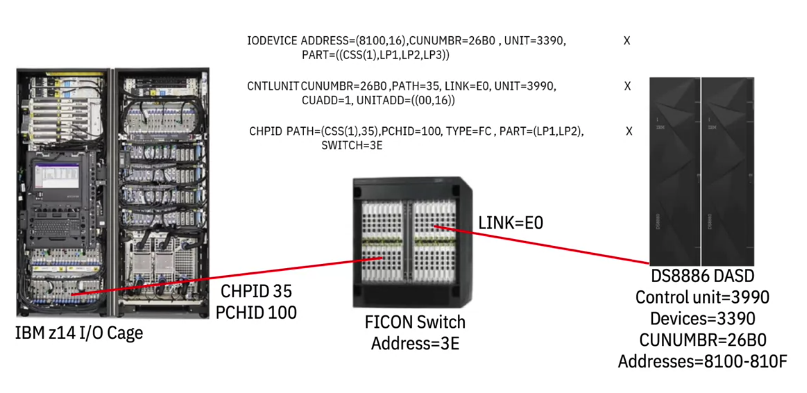 IODEVICE ADDRESS=(8100,16),CUNUMBR=26B0 , UNIT=3390, X
PART=((CSS(1),LP1,LP2,LP3))
CNTLUNIT CUNUMBR=26B0 ,PATH=35, LINK=E0, UNIT=3990, X
CUADD=1, UNITADD=((00,16))
CHPID PATH=(CSS(1),35),PCHID=100, TYPE=FC , PART=(LP1,LP2), X
SWITCH=3E
LINK=E0
CHPID 35
PCHID 100
IBM z14 I/O Cage
FICON Switch
Address=3E
DS8886 DASD
Control unit=3990
Devices=3390
CUNUMBR=26B0
Addresses=8100-810F